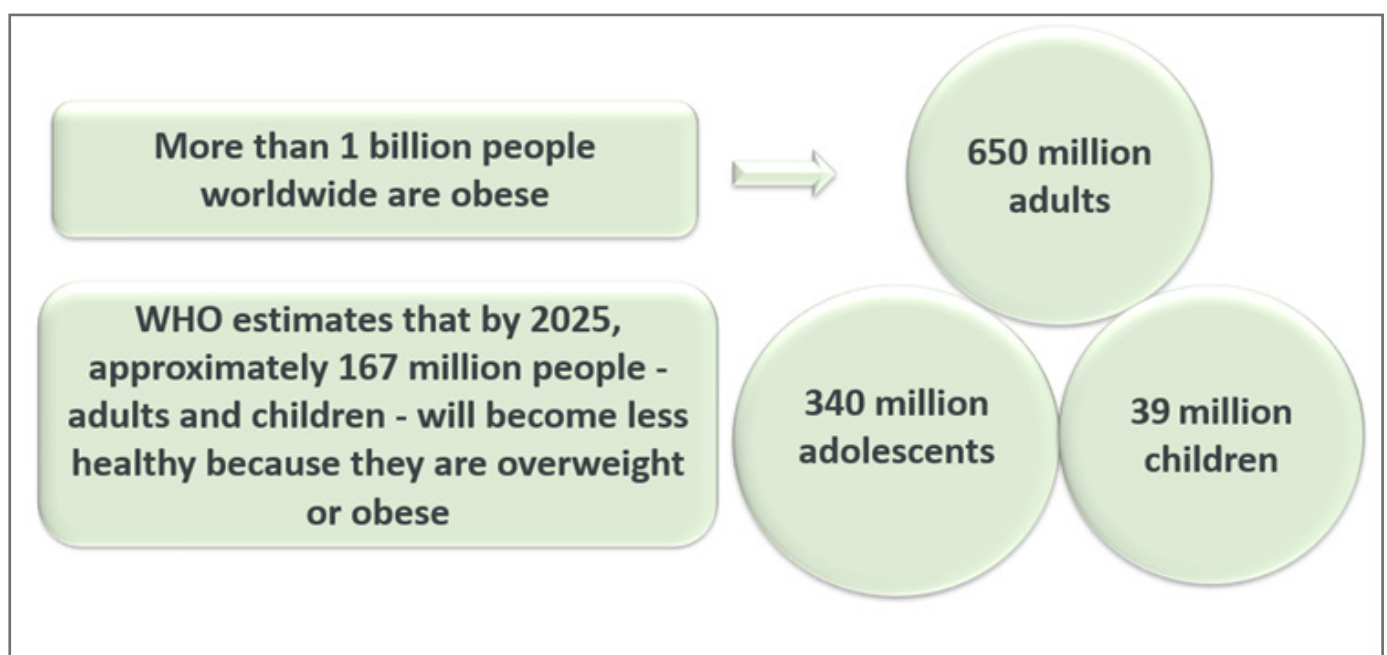 More than 1 billion people
worldwide are obese
650 million
adults
WHO estimates that by 2025,
approximately 167 million people -
adults and children - will become less
healthy because they are overweight
or obese
340 million
adolescents
39 million
children